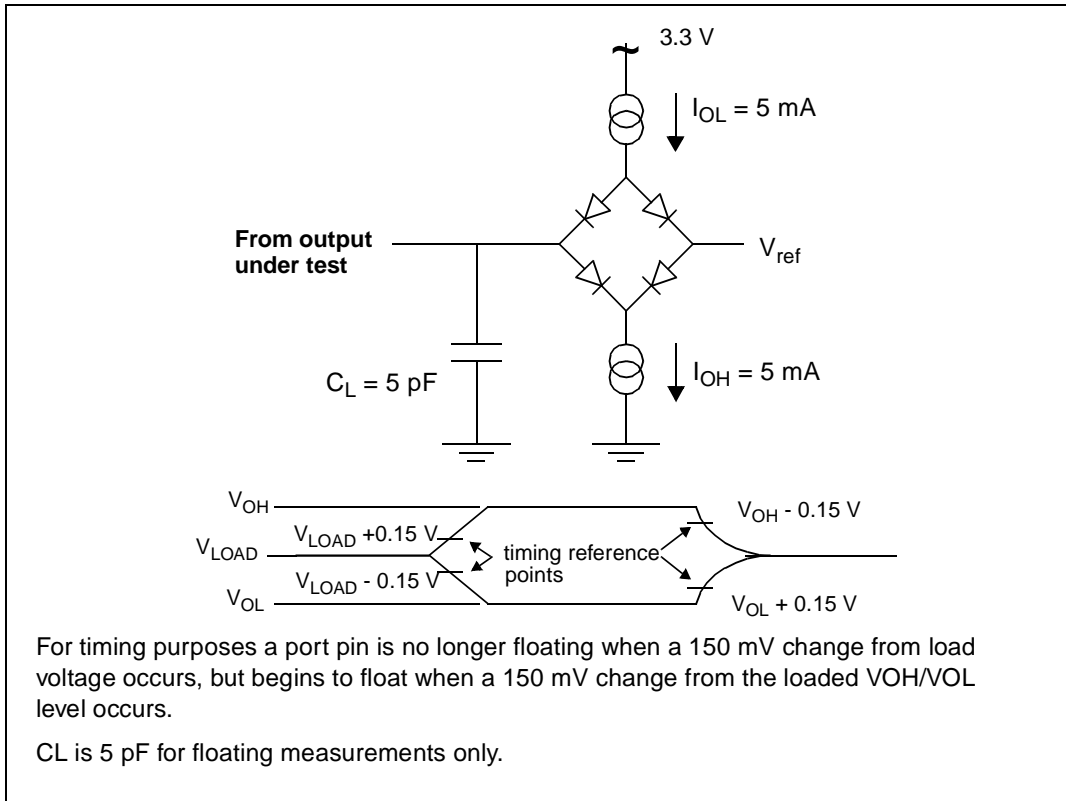 3.3 V
I_OL = 5 mA
From output
under test
V_ref
C_L = 5 pF
I_OH = 5 mA
V_OH
V_OH - 0.15 V
V_LOAD +0.15 V
V_LOAD
timing reference
points
V_LOAD - 0.15 V
V_OL
V_OL + 0.15 V
For timing purposes a port pin is no longer floating when a 150 mV change from load
voltage occurs, but begins to float when a 150 mV change from the loaded VOH/VOL
level occurs.
CL is 5 pF for floating measurements only.